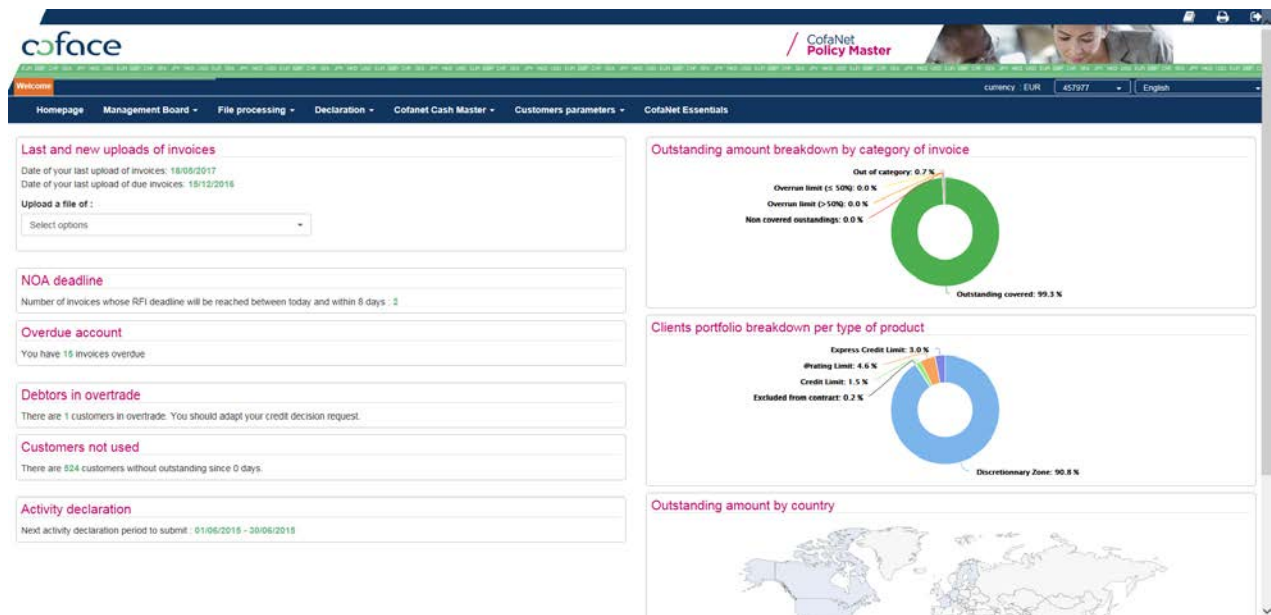 coface
CofaNet
Policy Master
Welcome
currency : EUR 457977 English
Homepage Management Board File processing Declaration Cofanet Cash Master Customers parameters CofaNet Essentials
Last and new uploads of invoices
Date of your last upload of invoices: 18/05/2017
Date of your last upload of due invoices: 15/12/2016
Upload a file of :
Select options
NOA deadline
Number of invoices whose RFI deadline will be reached between today and within 8 days : 2
Overdue account
You have 15 invoices overdue
Debtors in overtrade
There are 1 customers in overtrade. You should adapt your credit decision request.
Customers not used
There are 524 customers without outstanding since 0 days.
Activity declaration
Next activity declaration period to submit : 01/06/2015 - 30/06/2015
Outstanding amount breakdown by category of invoice
Out of category: 0.7 %
Overrun limit (≤ 50%): 0.0 %
Overrun limit (>50%): 0.0 %
Non covered oustandings: 0.0 %
Outstanding covered: 99.3 %
Clients portfolio breakdown per type of product
Express Credit Limit: 3.0 %
@rating Limit: 4.6 %
Credit Limit: 1.5 %
Excluded from contract: 0.2 %
Discretionnary Zone: 90.8 %
Outstanding amount by country